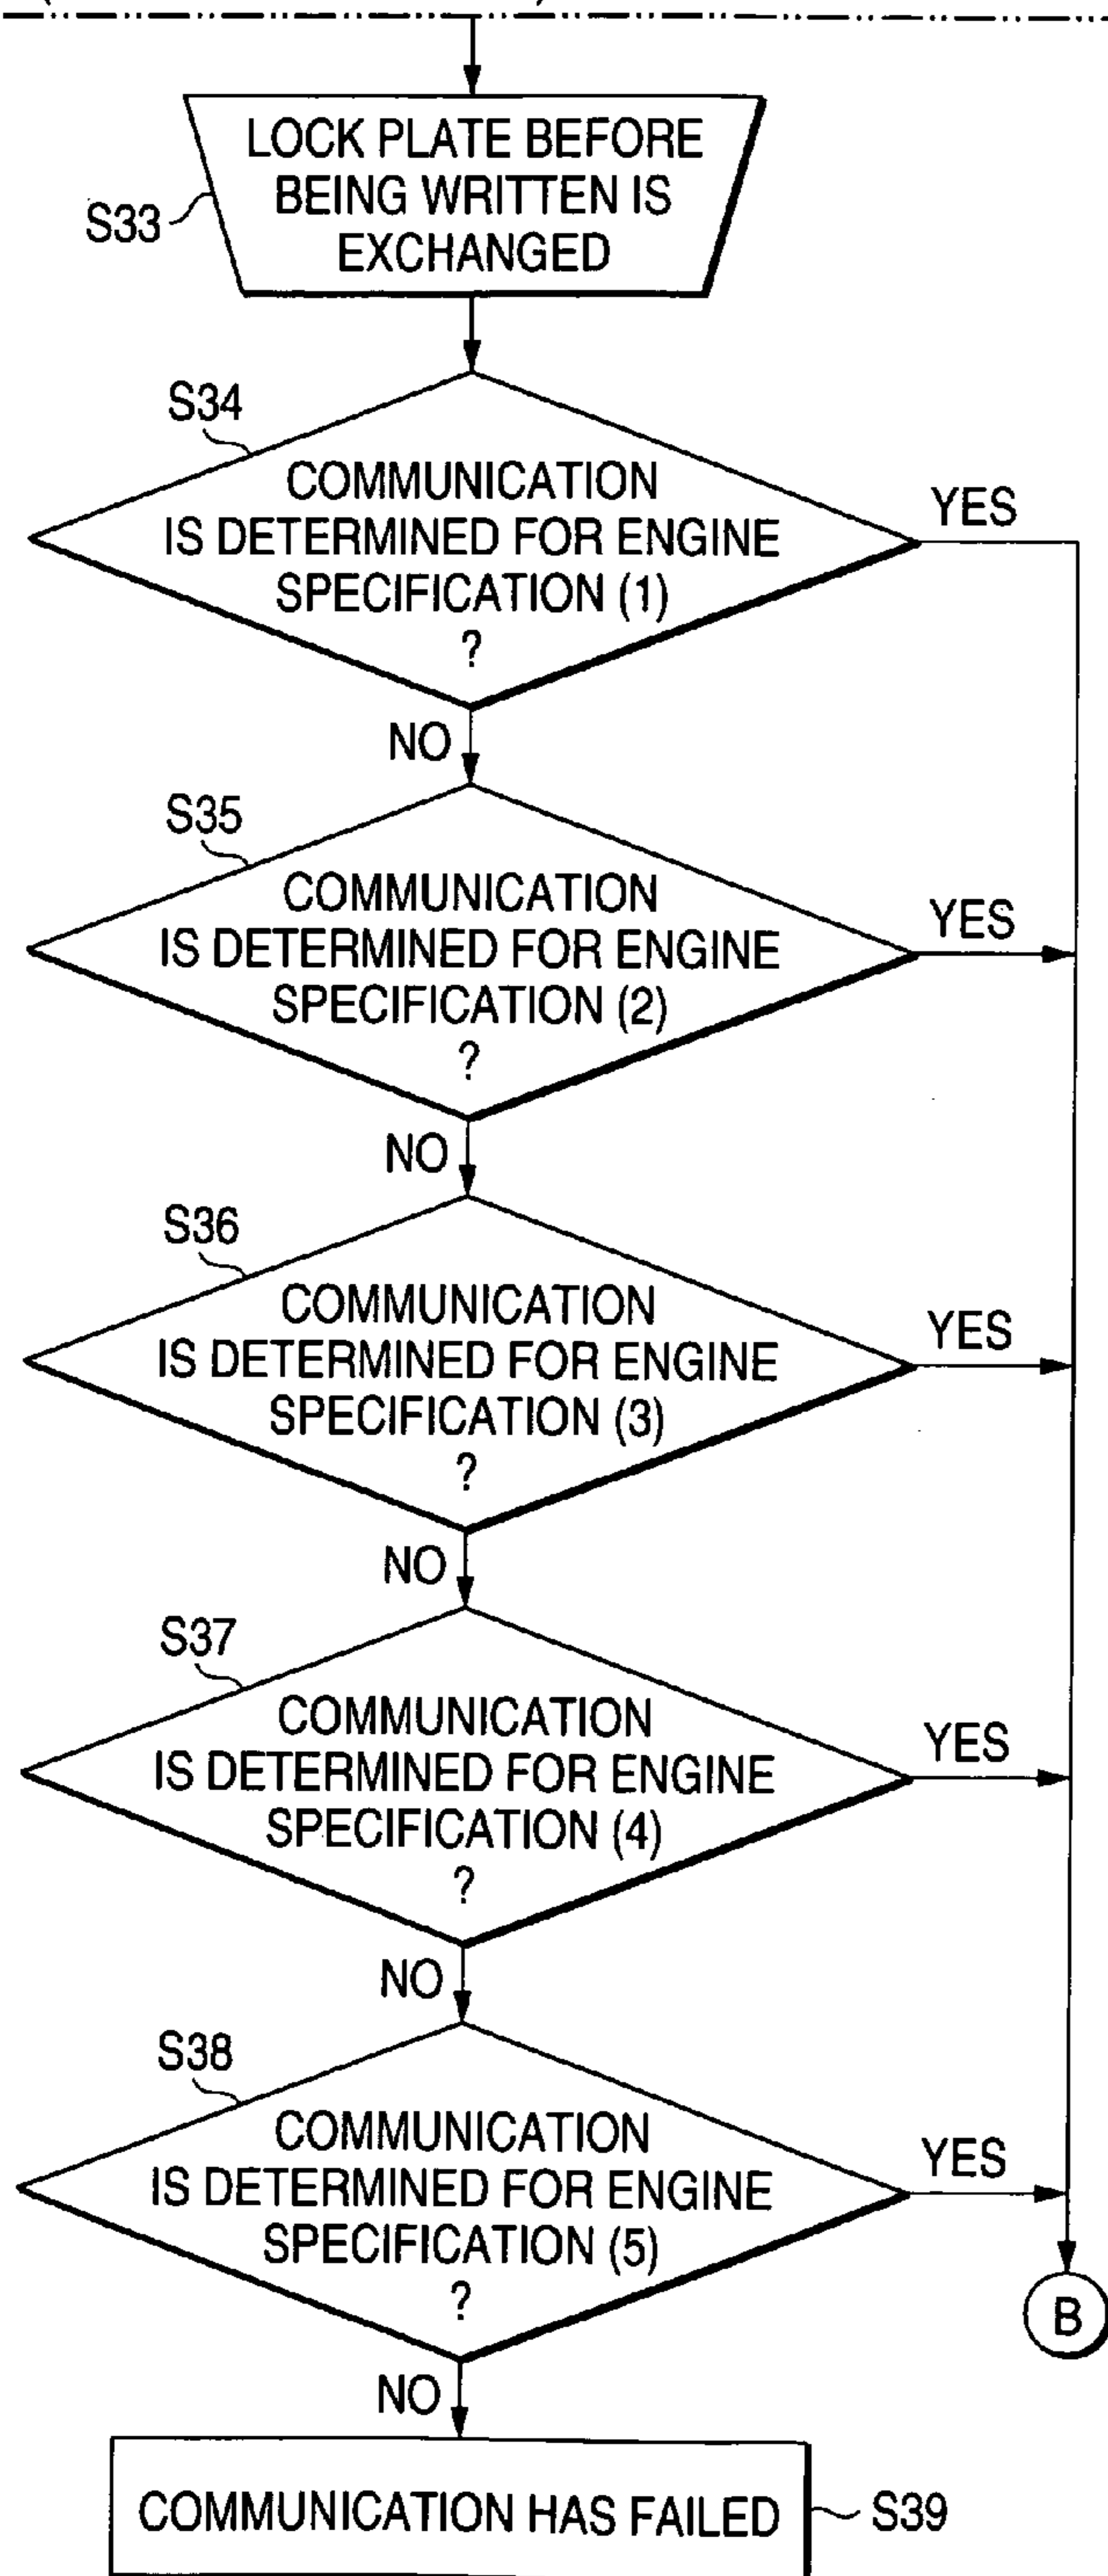 LOCK PLATE BEFORE
BEING WRITTEN IS
EXCHANGED
S33
S34
COMMUNICATION
IS DETERMINED FOR ENGINE
SPECIFICATION (1)
?
YES
NO
S35
COMMUNICATION
IS DETERMINED FOR ENGINE
SPECIFICATION (2)
?
YES
NO
S36
COMMUNICATION
IS DETERMINED FOR ENGINE
SPECIFICATION (3)
?
YES
NO
S37
COMMUNICATION
IS DETERMINED FOR ENGINE
SPECIFICATION (4)
?
YES
NO
S38
COMMUNICATION
IS DETERMINED FOR ENGINE
SPECIFICATION (5)
?
YES
B
NO
COMMUNICATION HAS FAILED
S39